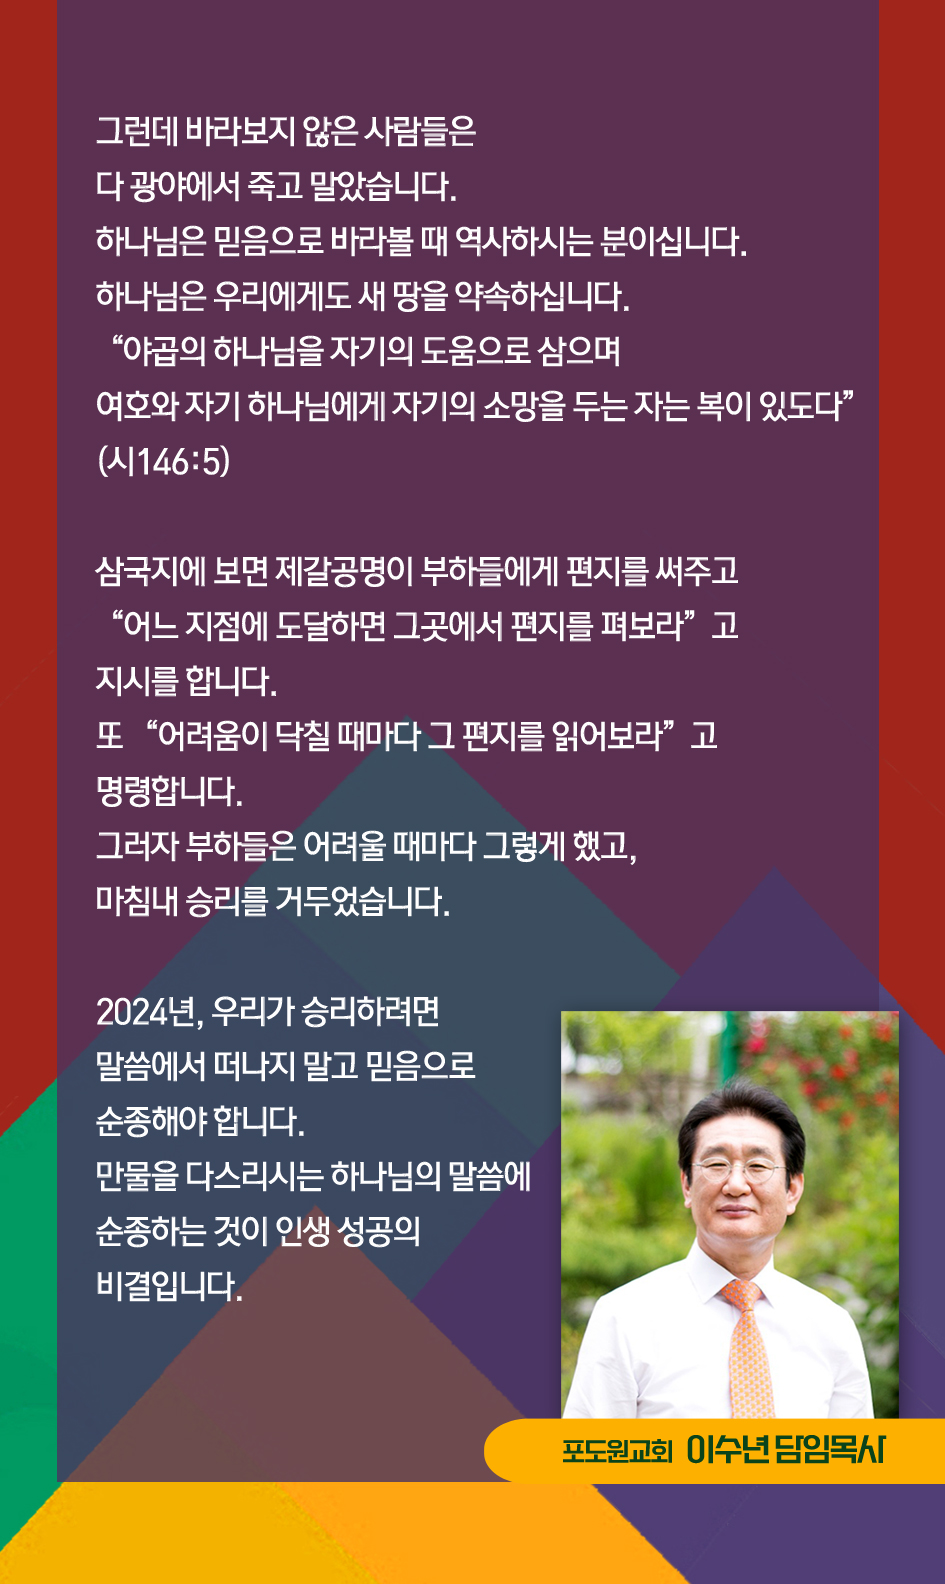 그런데 바라보지 않은 사람들은
다 광야에서 죽고 말았습니다.
하나님은 믿음으로 바라볼 때 역사하시는 분이십니다.
하나님은 우리에게도 새 땅을 약속하십니다.
“야곱의 하나님을 자기의 도움으로 삼으며
여호와 자기 하나님에게 자기의 소망을 두는 자는 복이 있도다”
(시146:5)
삼국지에 보면 제갈공명이 부하들에게 편지를 써주고
“어느 지점에 도달하면 그곳에서 편지를 펴보라”고
지시를 합니다.
또 “어려움이 닥칠 때마다 그 편지를 읽어보라”고
명령합니다.
그러자 부하들은 어려울 때마다 그렇게 했고,
마침내 승리를 거두었습니다.
2024년, 우리가 승리하려면
말씀에서 떠나지 말고 믿음으로
순종해야 합니다.
만물을 다스리시는 하나님의 말씀에
순종하는 것이 인생 성공의
비결입니다.
포도원교회 이수년 담임목사